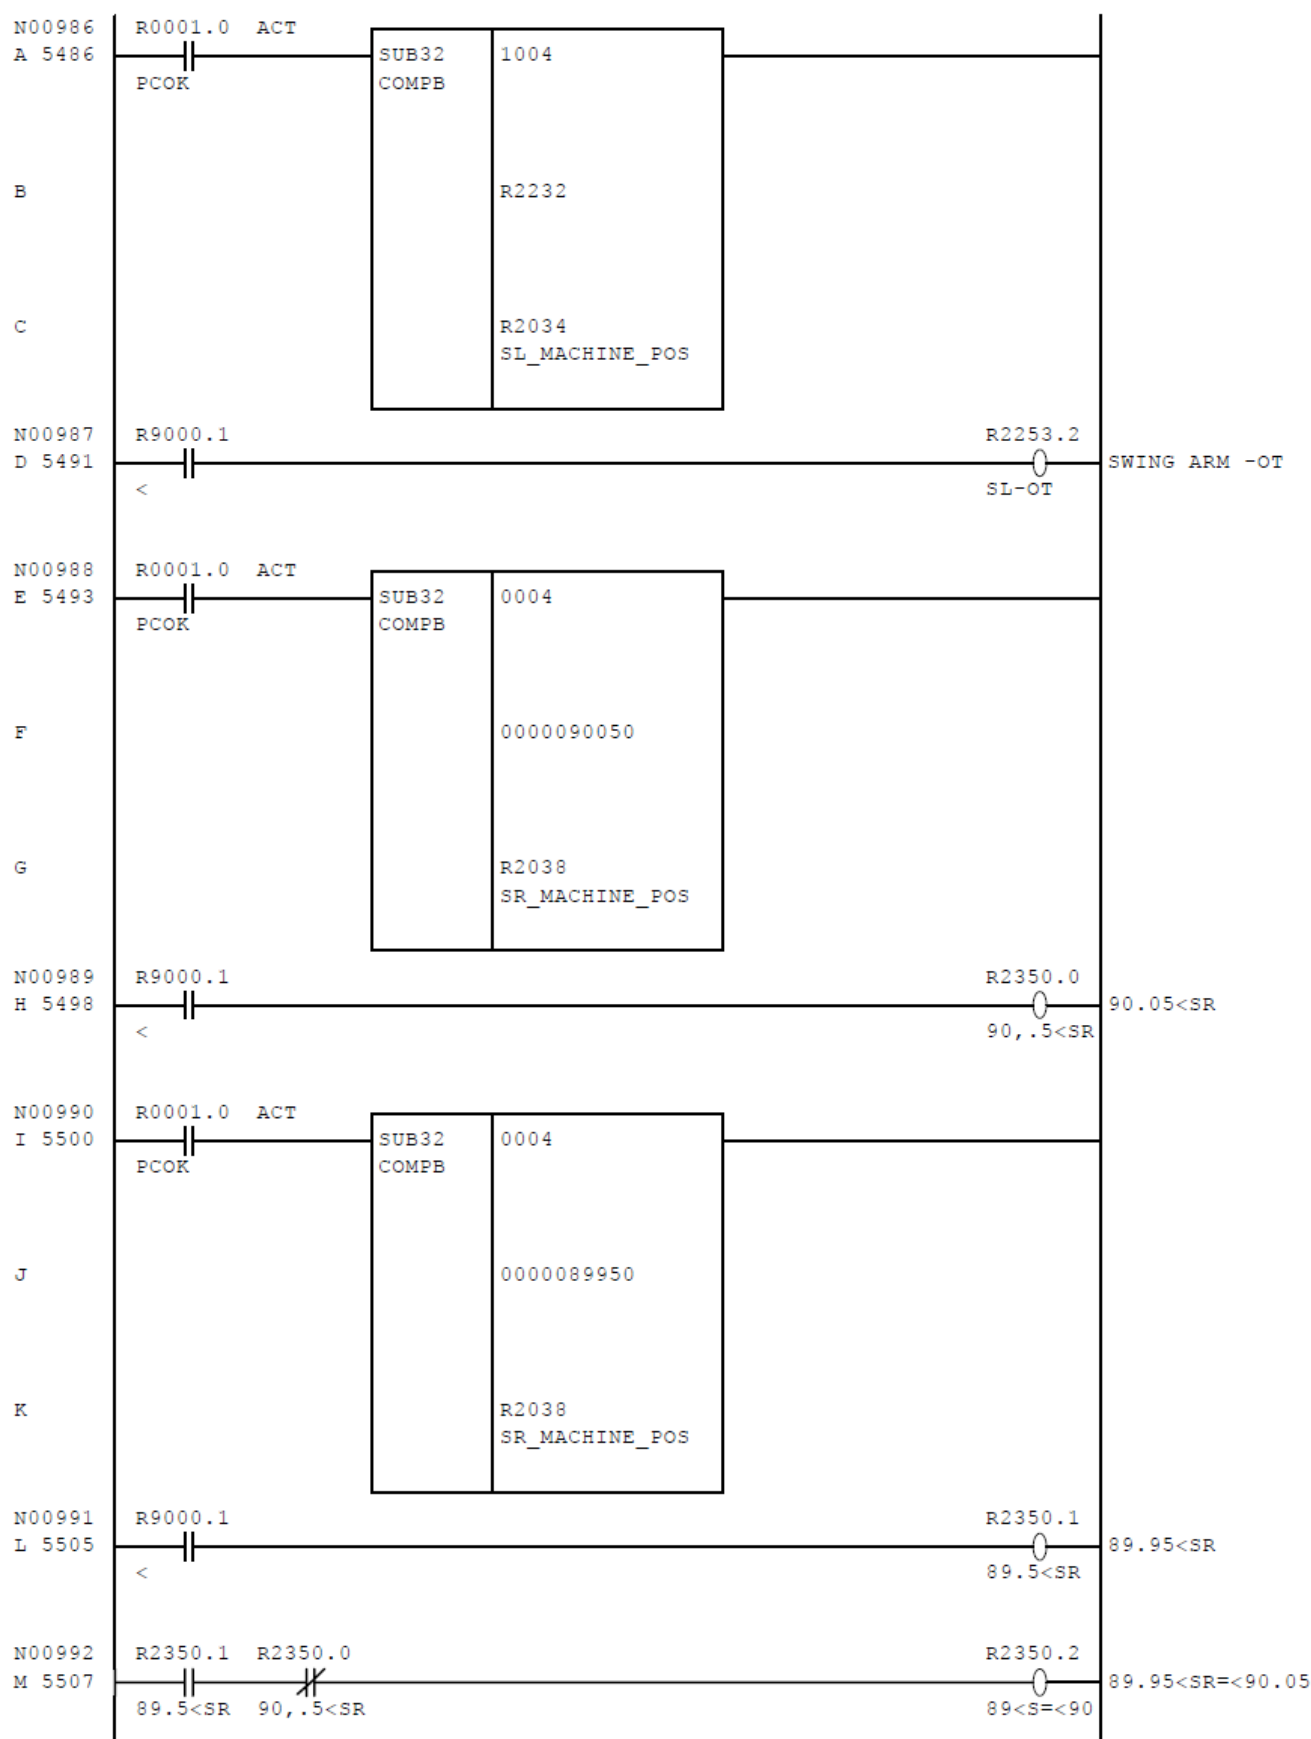 N00986 R0001.0 ACT
A 5486 SUB32 1004
PCOK COMPB
B R2232
C R2034
SL_MACHINE_POS
N00987 R9000.1 R2253.2
D 5491 SWING ARM -OT
< SL-OT
N00988 R0001.0 ACT
E 5493 SUB32 0004
PCOK COMPB
F 0000090050
G R2038
SR_MACHINE_POS
N00989 R9000.1 R2350.0
H 5498 90.05<SR
< 90,.5<SR
N00990 R0001.0 ACT
I 5500 SUB32 0004
PCOK COMPB
J 0000089950
K R2038
SR_MACHINE_POS
N00991 R9000.1 R2350.1
L 5505 89.95<SR
< 89.5<SR
N00992 R2350.1 R2350.0 R2350.2
M 5507 89.95<SR=<90.05
89.5<SR 90,.5<SR 89<S=<90